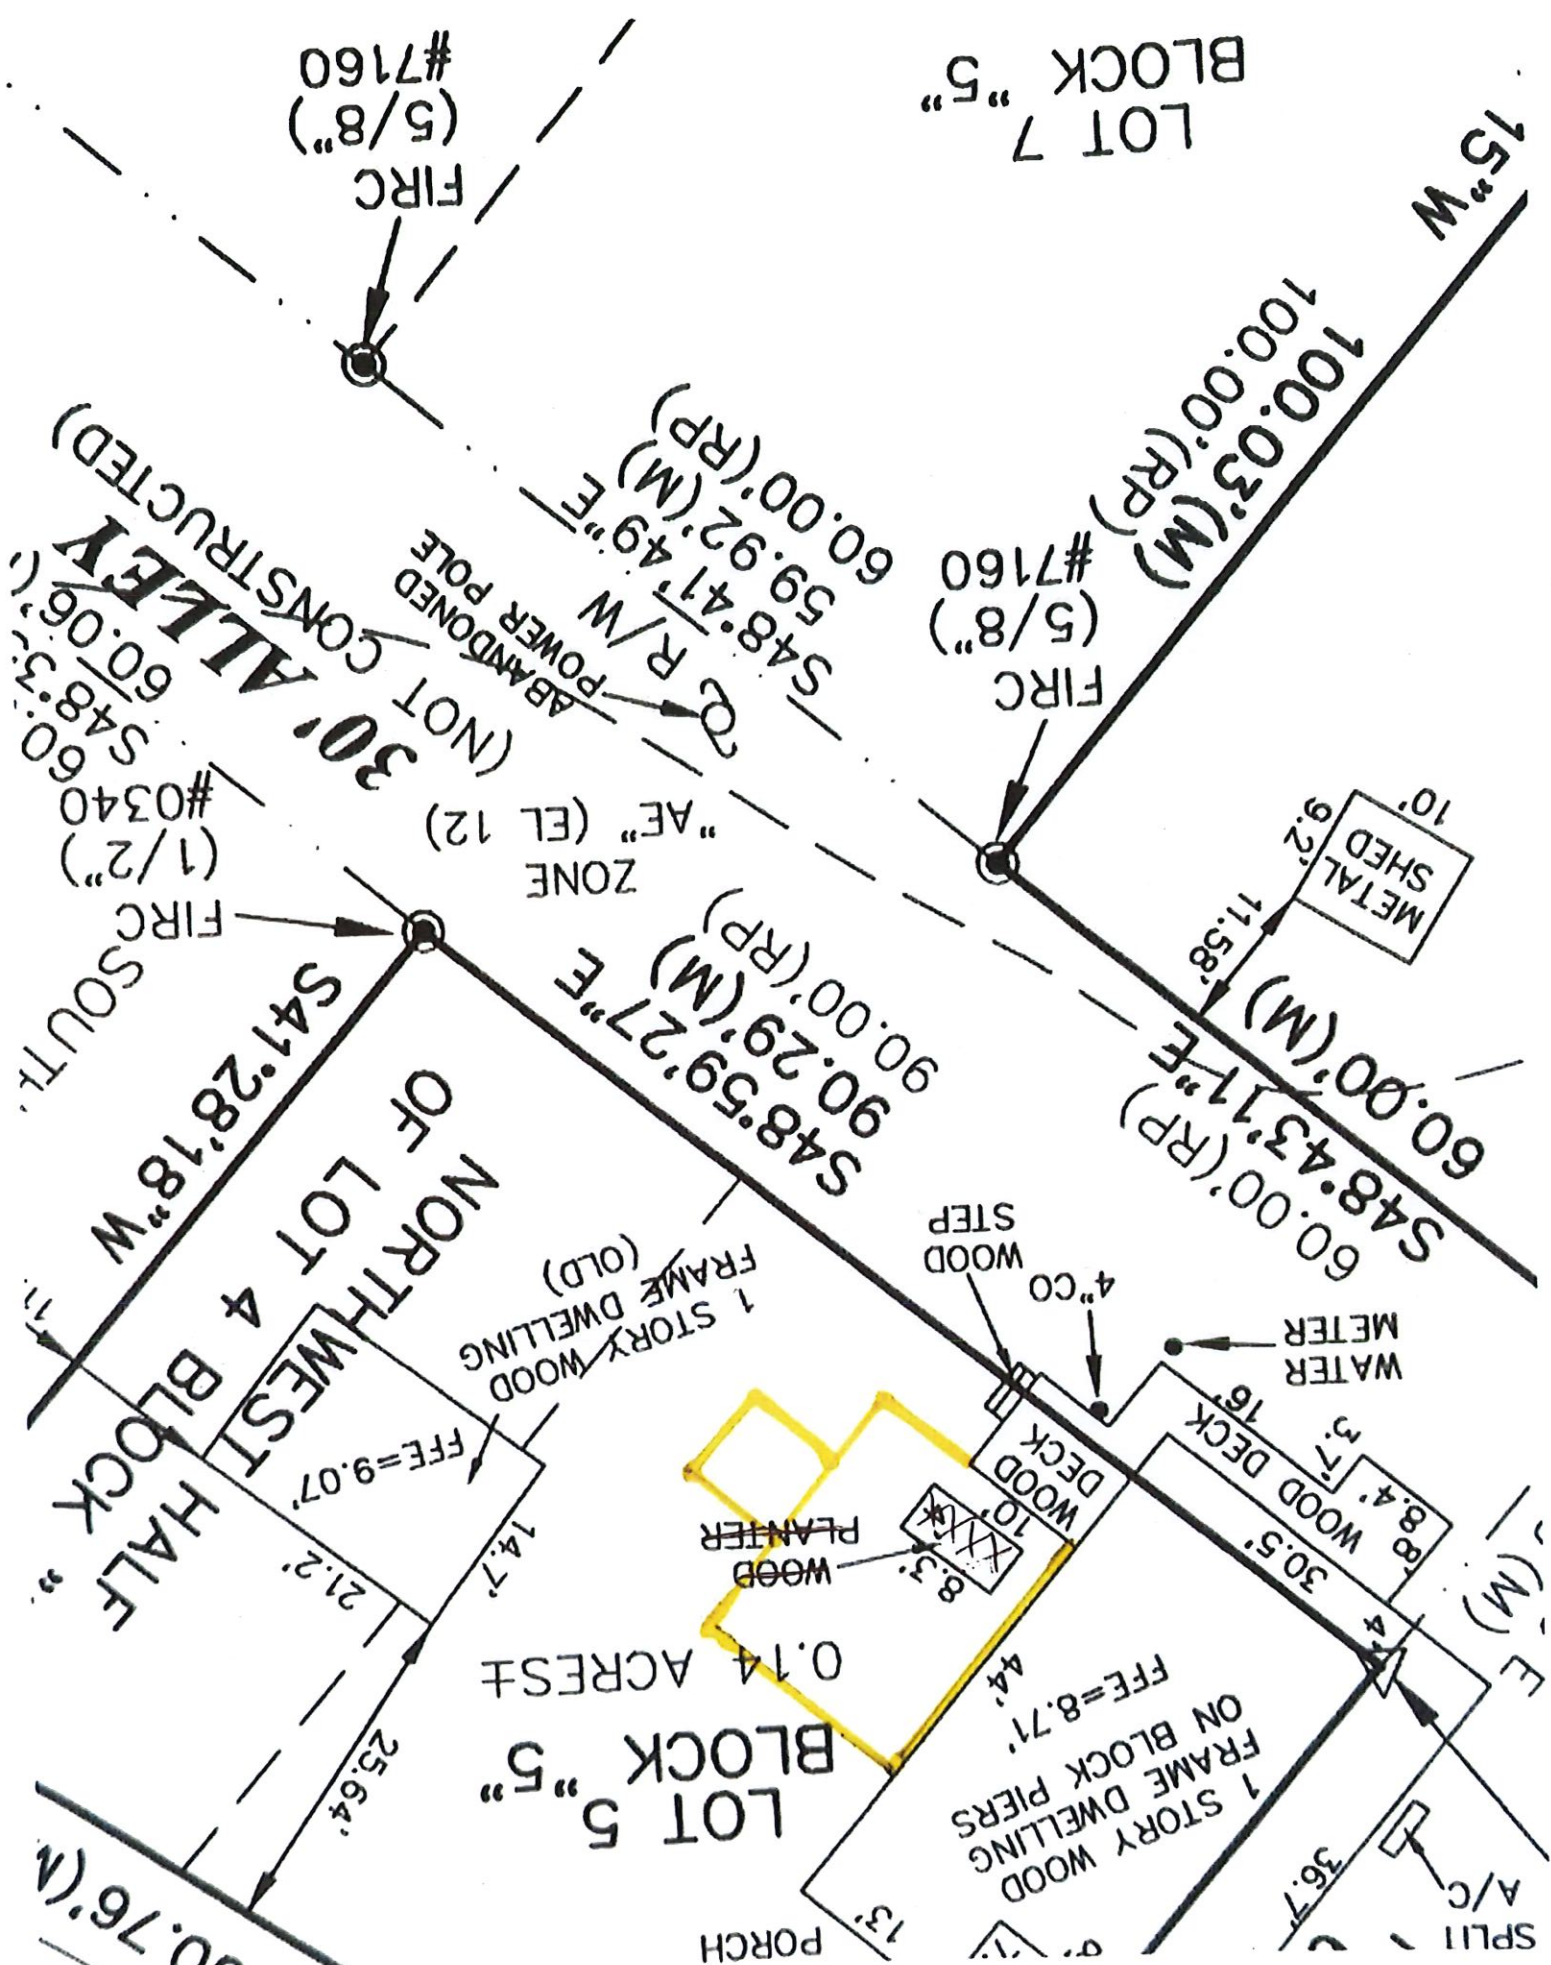 SPLIT
A/C
36.7'
PORCH
13'
1 STORY WOOD
FRAME DWELLING
ON BLOCK PIERS
FFE=8.71'
44'
LOT 5
BLOCK "5"
0.14 ACRES±
25.64'
14.7'
21.2'
FFE=9.07'
(M)
E
8'
8.4'
3.7'
30.5'
WOOD DECK
16'
WOOD
DECK
10'
8.3'
WOOD
PLANTER
WATER
METER
4"CO
WOOD
STEP
1 STORY WOOD
FRAME DWELLING
(OLD)
NORTHWEST HALF
OF LOT 4 BLOCK "
S41°28'18"W
S48°43'11"E
60.00'(M)
60.00'(RP)
S48°59'27"E
90.29'(M)
90.00'(RP)
11.58'
METAL
SHED
9.2'
10'
ZONE
"AE" (EL 12)
FIRC
(1/2")
#0340
30' ALLEY
(NOT CONSTRUCTED)
ABANDONED
POWER POLE
R/W
60.06'
FIRC
(5/8")
#7160
S48°41'49"E
59.92'(M)
60.00'(RP)
100.03'(M)
100.00'(RP)
15"W
LOT 7
BLOCK "5"
FIRC
(5/8")
#7160